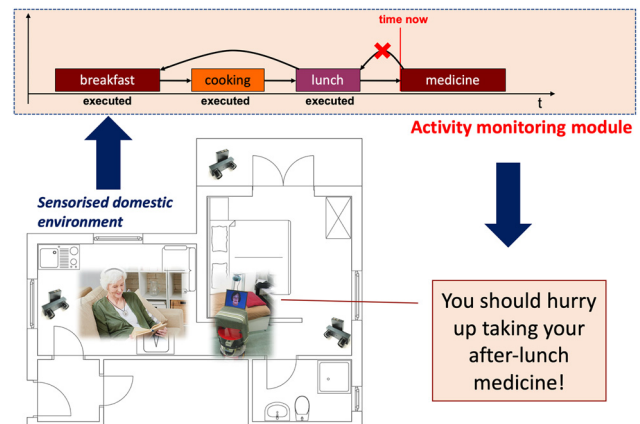 time now
breakfast
cooking
lunch
medicine
executed
executed
executed
t
Activity monitoring module
Sensorised domestic
environment
You should hurry
up taking your
after-lunch
medicine!